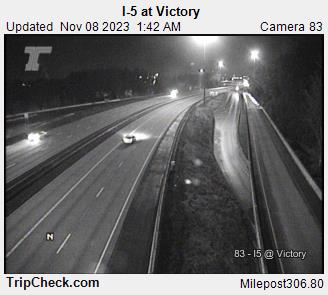 I-5 at Victory
Updated Nov 08 2023 1:42 AM Camera 83
T
N
83 - I5 @ Victory
TripCheck.com Milepost306.80